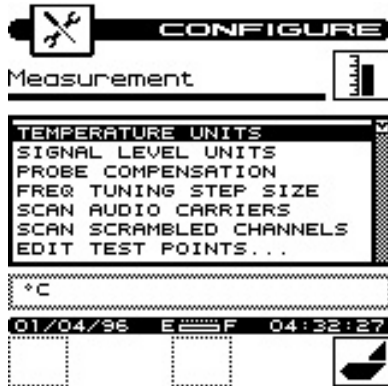 CONFIGURE
Measurement
TEMPERATURE UNITS
SIGNAL LEVEL UNITS
PROBE COMPENSATION
FREQ TUNING STEP SIZE
SCAN AUDIO CARRIERS
SCAN SCRAMBLED CHANNELS
EDIT TEST POINTS...
°C
01/04/96 E F 04:32:27